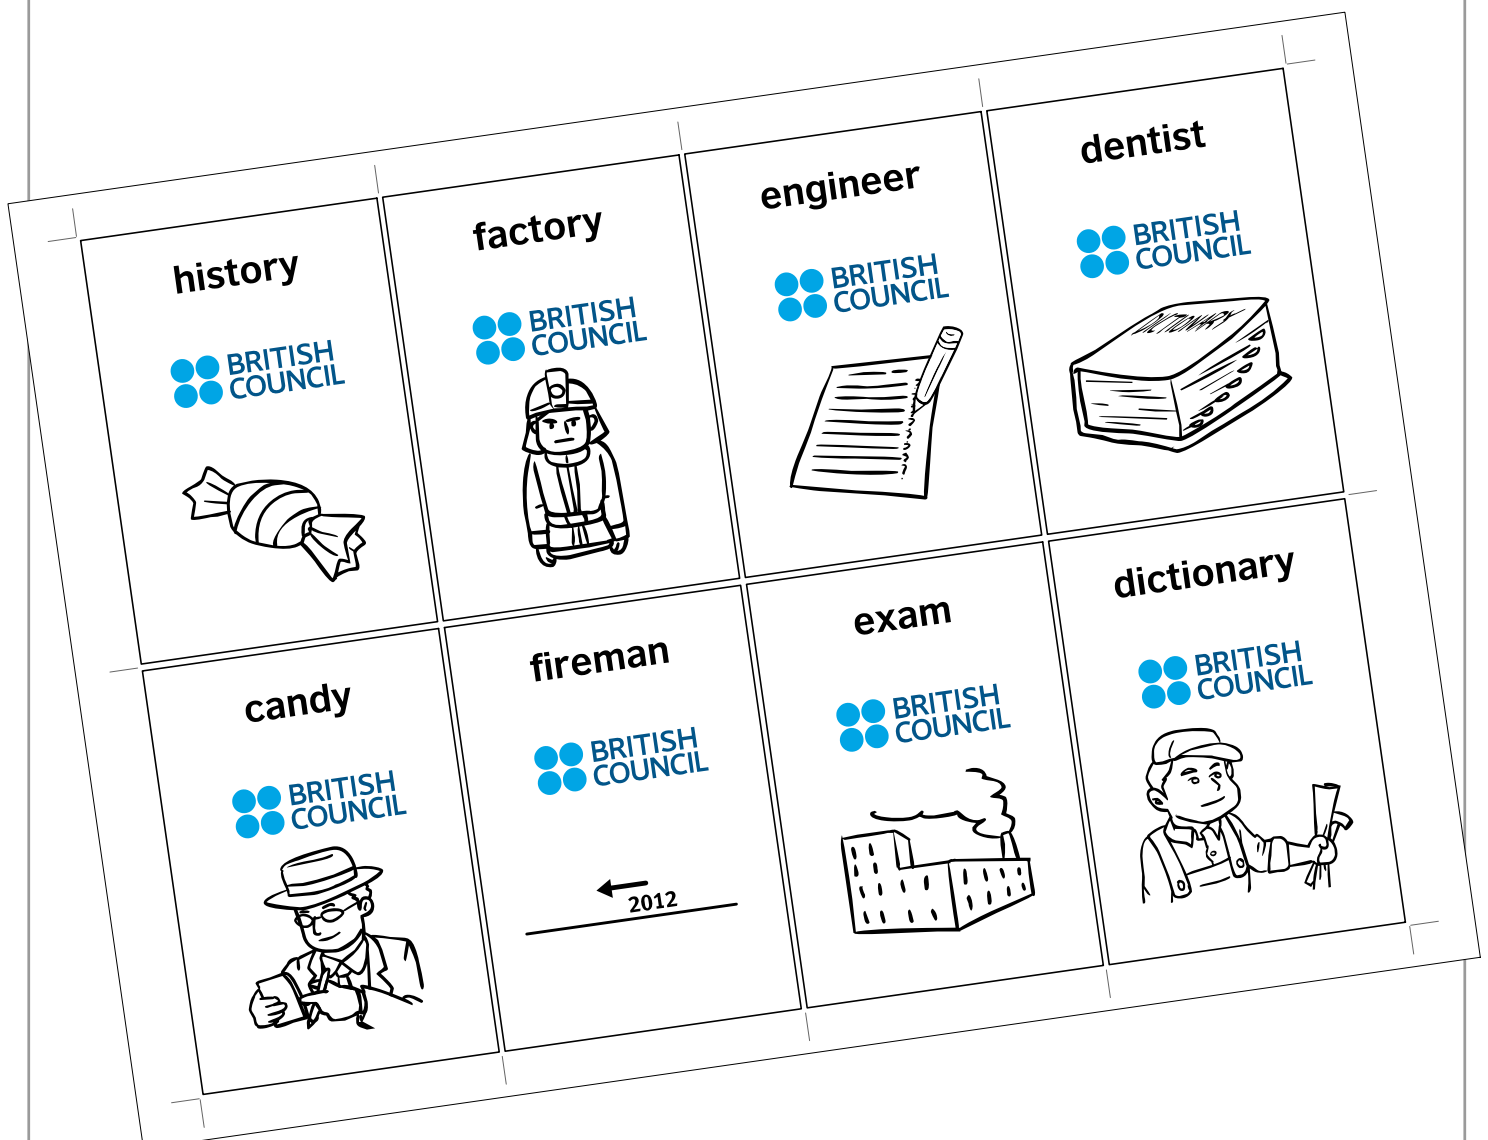 history
BRITISH
COUNCIL
factory
BRITISH
COUNCIL
engineer
BRITISH
COUNCIL
dentist
BRITISH
COUNCIL
DICTIONARY
candy
BRITISH
COUNCIL
fireman
BRITISH
COUNCIL
2012
exam
BRITISH
COUNCIL
dictionary
BRITISH
COUNCIL